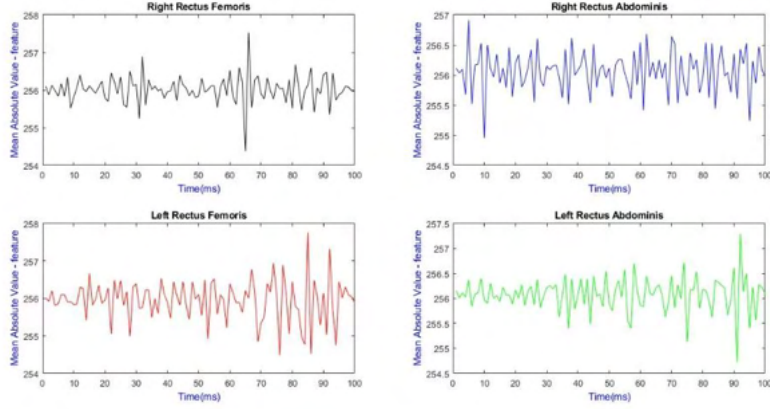 Right Rectus Femoris
Mean Absolute Value - feature
258
257
256
255
254
0 10 20 30 40 50 60 70 80 90 100
Time(ms)
Right Rectus Abdominis
Mean Absolute Value - feature
257
256.5
256
255.5
255
254.5
0 10 20 30 40 50 60 70 80 90 100
Time(ms)
Left Rectus Femoris
Mean Absolute Value - feature
258
257
256
255
254
0 10 20 30 40 50 60 70 80 90 100
Time(ms)
Left Rectus Abdominis
Mean Absolute Value - feature
257.5
257
256.5
256
255.5
255
254.5
0 10 20 30 40 50 60 70 80 90 100
Time(ms)